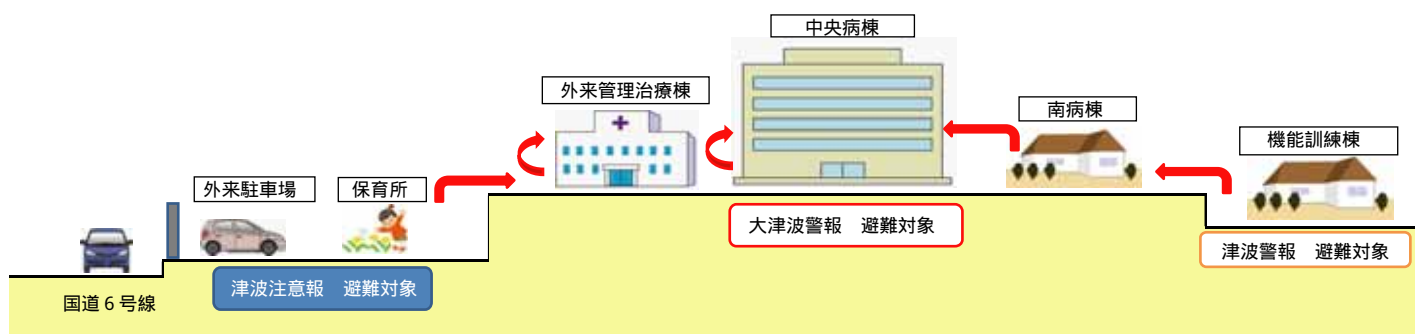 中央病棟
外来管理治療棟
南病棟
機能訓練棟
外来駐車場
保育所
大津波警報　避難対象
津波警報　避難対象
津波注意報　避難対象
国道６号線